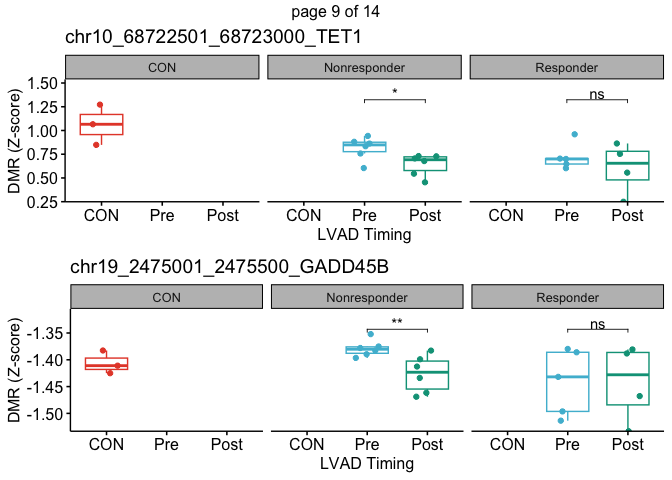 page 9 of 14
chr10_68722501_68723000_TET1
CON Nonresponder Responder
DMR (Z-score)
1.50
1.25
1.00
0.75
0.50
0.25
* ns
CON Pre Post CON Pre Post CON Pre Post
LVAD Timing
chr19_2475001_2475500_GADD45B
CON Nonresponder Responder
DMR (Z-score)
-1.35
-1.40
-1.45
-1.50
** ns
CON Pre Post CON Pre Post CON Pre Post
LVAD Timing